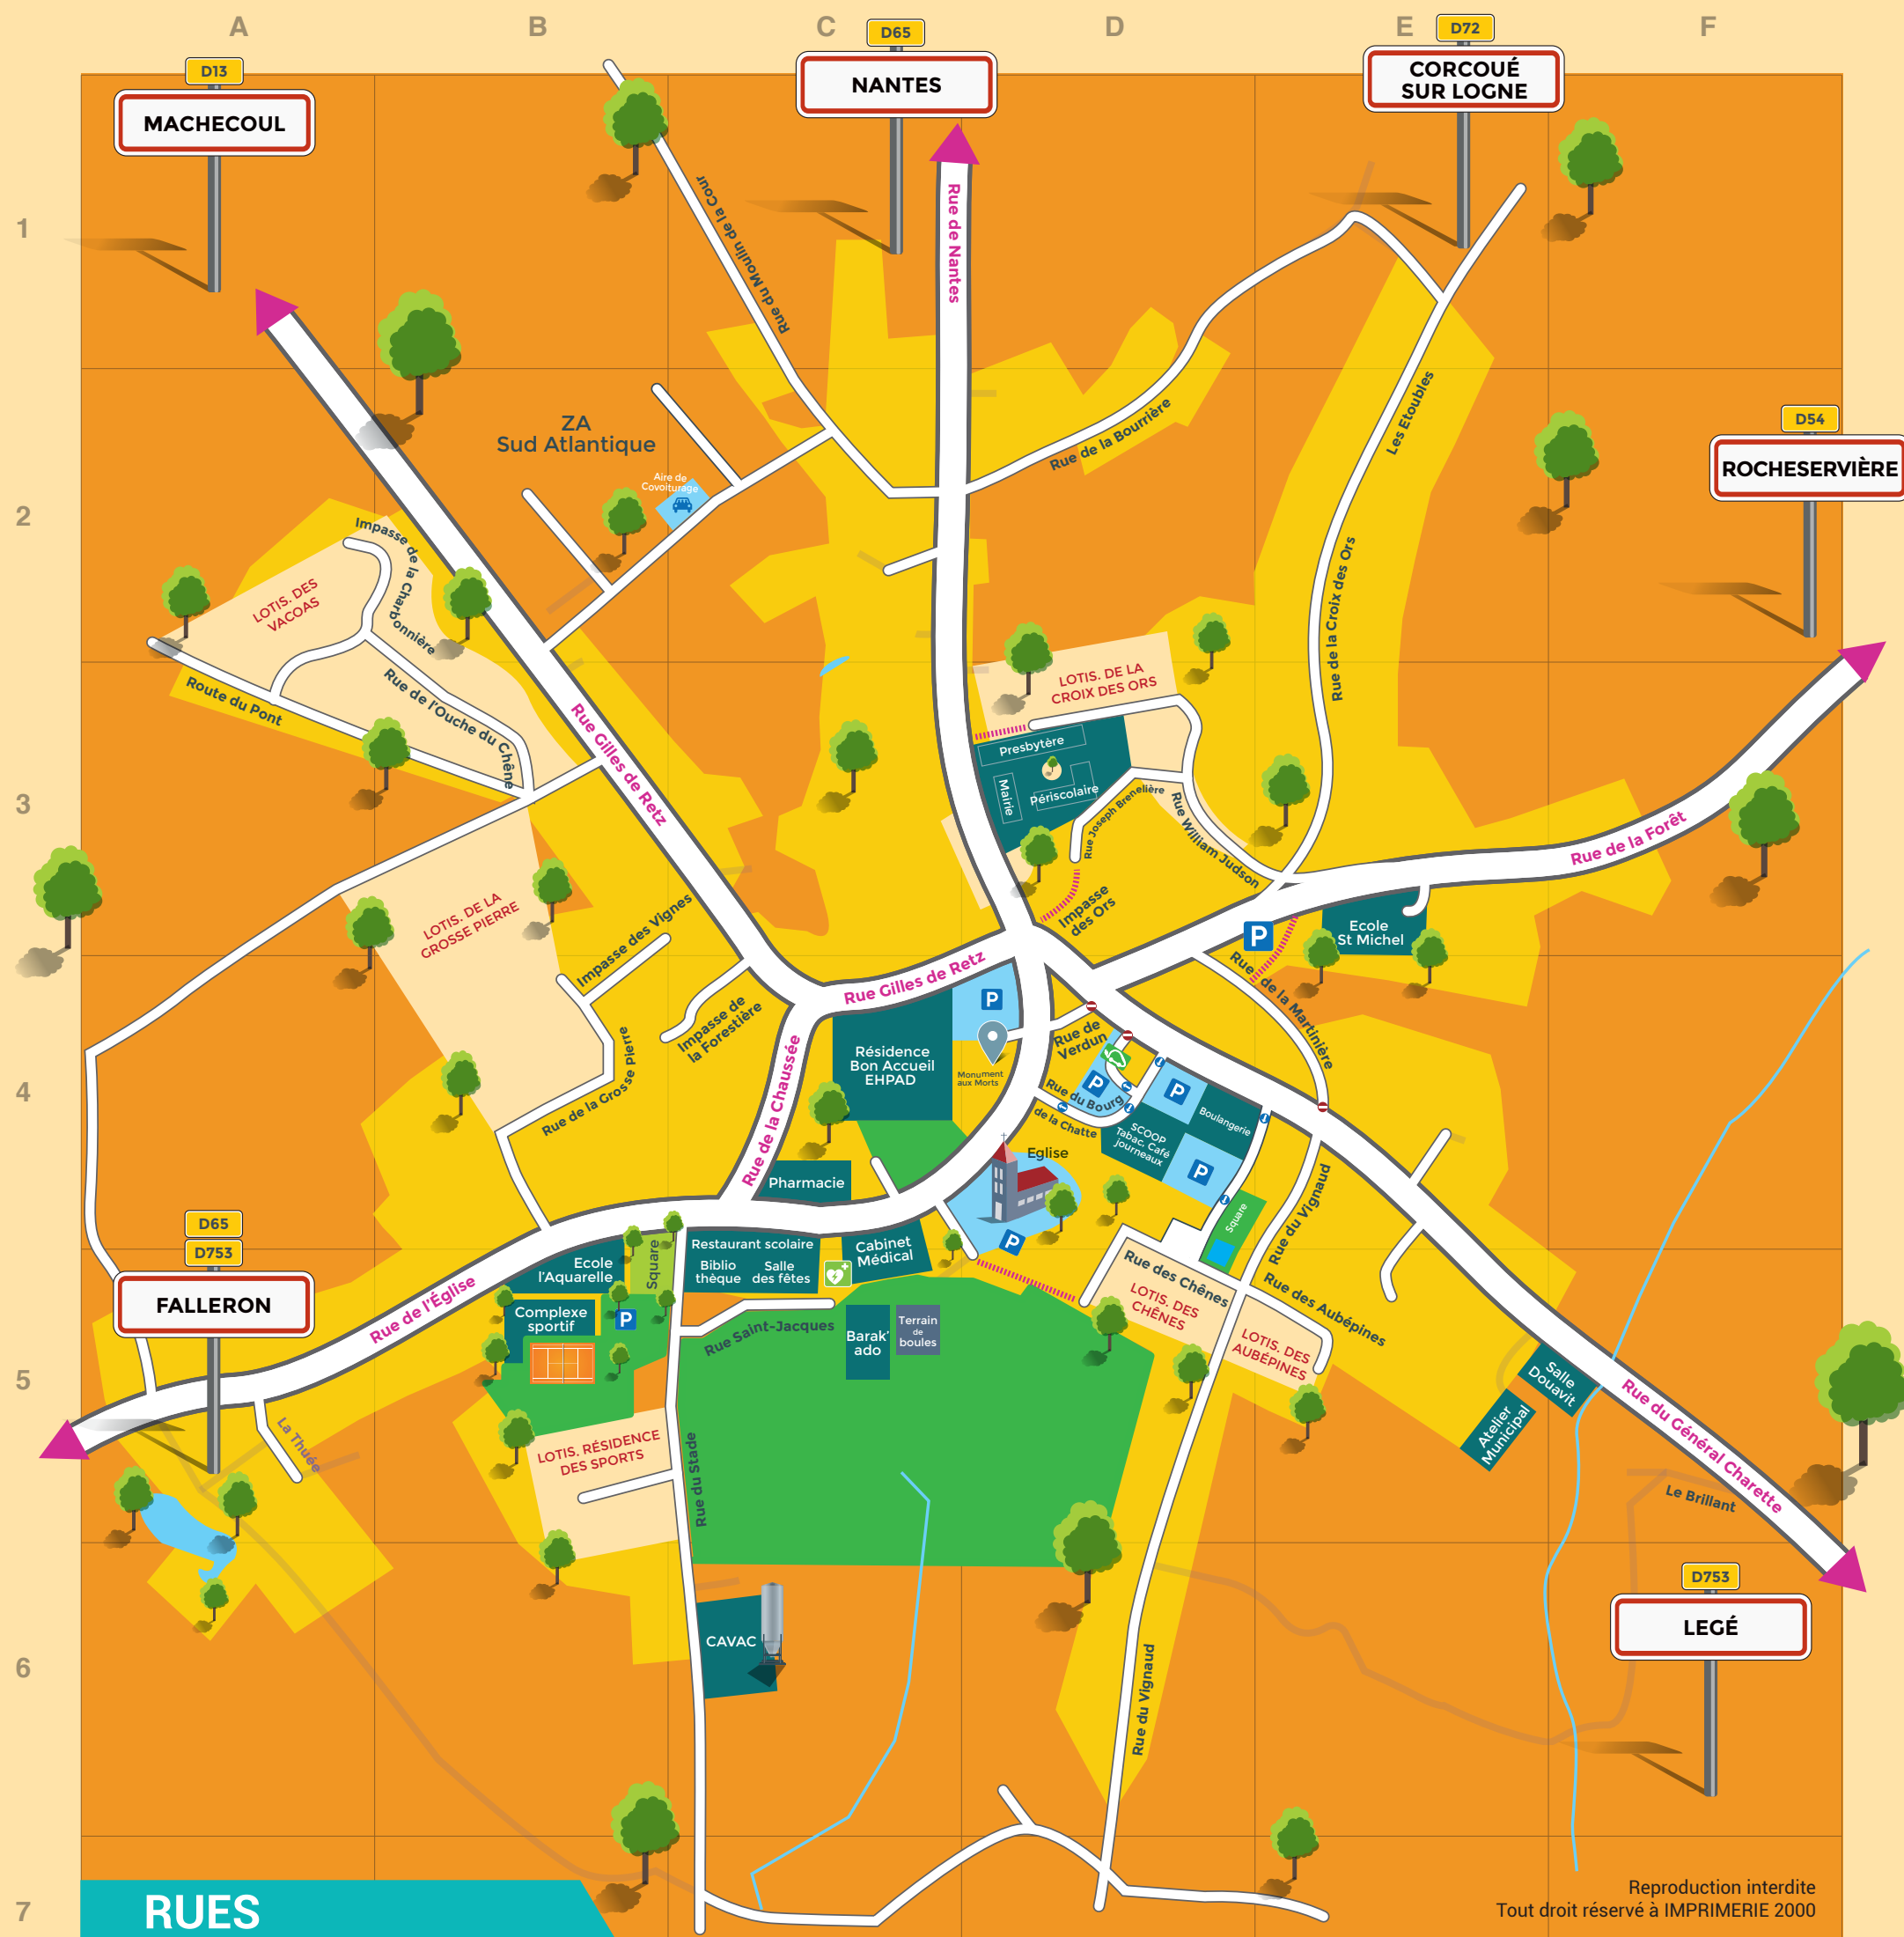 A
B
C
D
E
F
D65
D72
D13
NANTES
CORCOUÉ
SUR LOGNE
MACHECOUL
1
Rue du Moulin de la Cour
Rue de Nantes
ZA
Sud Atlantique
Aire de
Covoiturage
Rue de la Bourrière
Les Etoubles
D54
ROCHESERVIÈRE
2
Impasse de la Charbonnière
LOTIS. DES
VACOAS
Route du Pont
Rue de l'Ouche du Chêne
Rue Gilles de Retz
Rue de la Croix des Ors
LOTIS. DE LA
CROIX DES ORS
Presbytère
Mairie
Périscolaire
Rue Joseph Brenelière
Rue William Judson
3
Rue de la Forêt
LOTIS. DE LA
GROSSE PIERRE
Impasse des Vignes
Impasse
des Ors
P
Ecole
St Michel
Rue Gilles de Retz
Impasse de
la Forestière
Rue de la Martinière
P
Rue de
Verdun
Résidence
Bon Accueil
EHPAD
Monument
aux Morts
4
Rue de la Grosse Pierre
Rue de la Chaussée
P
Rue du Bourg
de la Chatte
P
Boulangerie
SCOOP
Tabac, Café
journeaux
P
Eglise
Pharmacie
Square
Rue du Vignaud
D65
D753
FALLERON
Ecole
l'Aquarelle
Square
Restaurant scolaire
Biblio
thèque
Salle
des fêtes
Cabinet
Médical
P
Rue des Chênes
Rue des Aubépines
LOTIS. DES
CHÊNES
LOTIS. DES
AUBÉPINES
Rue de l'Église
Complexe
sportif
P
Rue Saint-Jacques
Barak'
ado
Terrain
de
boules
5
Salle
Douavit
Atelier
Municipal
Rue du Général Charette
La Thuée
LOTIS. RÉSIDENCE
DES SPORTS
Rue du Stade
Le Brillant
D753
LEGÉ
6
CAVAC
Rue du Vignaud
7
RUES
Reproduction interdite
Tout droit réservé à IMPRIMERIE 2000